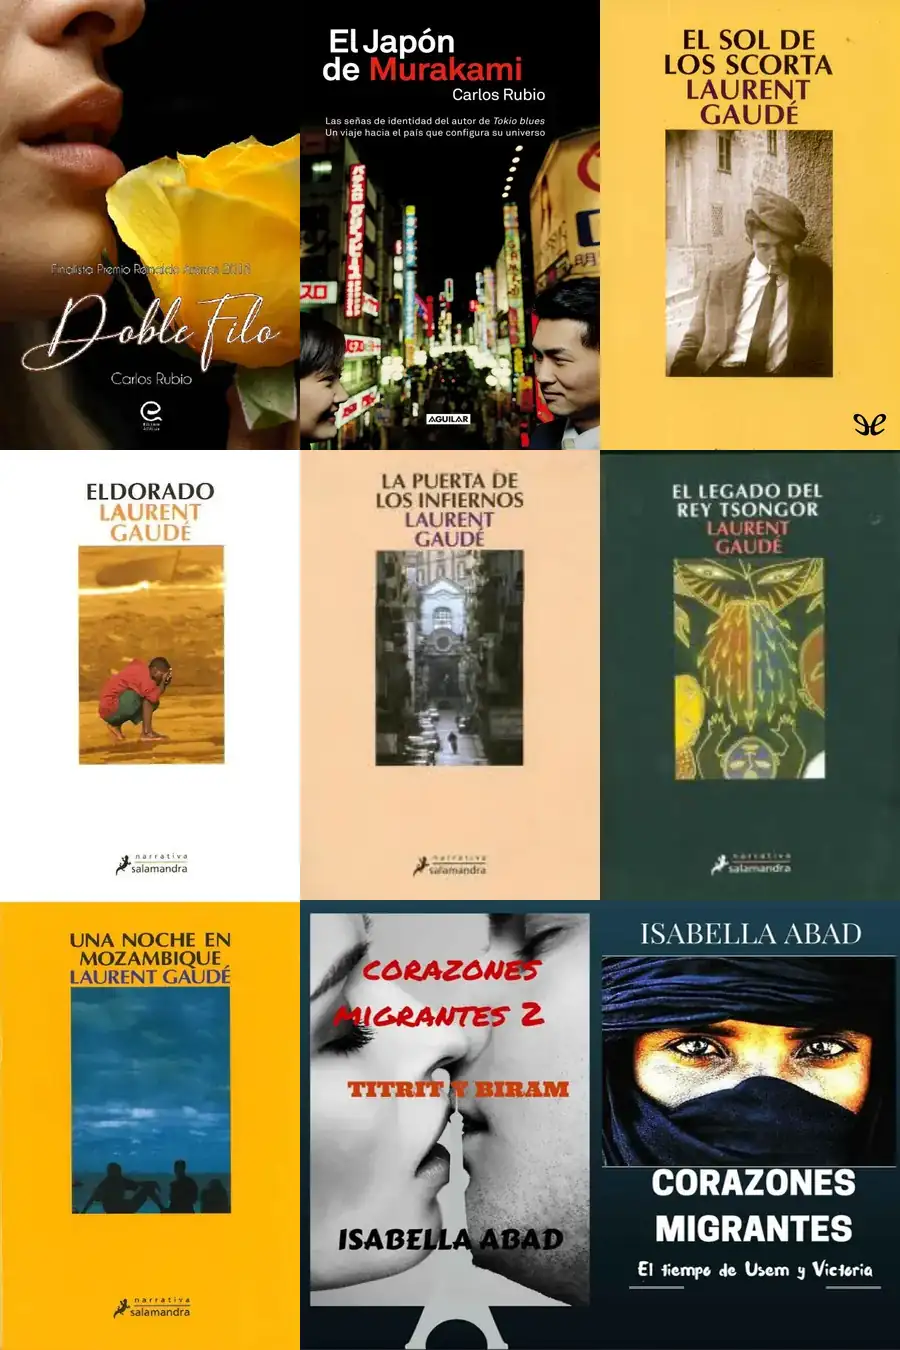 Finalista Premio Reinaldo Arenas 2015
Doble Filo
Carlos Rubio
El Japón
de Murakami
Carlos Rubio
Las señas de identidad del autor de Tokio blues
Un viaje hacia el país que configura su universo
AGUILAR
EL SOL DE
LOS SCORTA
LAURENT
GAUDÉ
ELDORADO
LAURENT
GAUDÉ
narrativa
salamandra
LA PUERTA DE
LOS INFIERNOS
LAURENT
GAUDÉ
narrativa
salamandra
EL LEGADO DEL
REY TSONGOR
LAURENT
GAUDÉ
narrativa
salamandra
UNA NOCHE EN
MOZAMBIQUE
LAURENT GAUDÉ
narrativa
salamandra
CORAZONES
MIGRANTES 2
TITRIT Y BIRAM
ISABELLA ABAD
ISABELLA ABAD
CORAZONES
MIGRANTES
El tiempo de Usem y Victoria